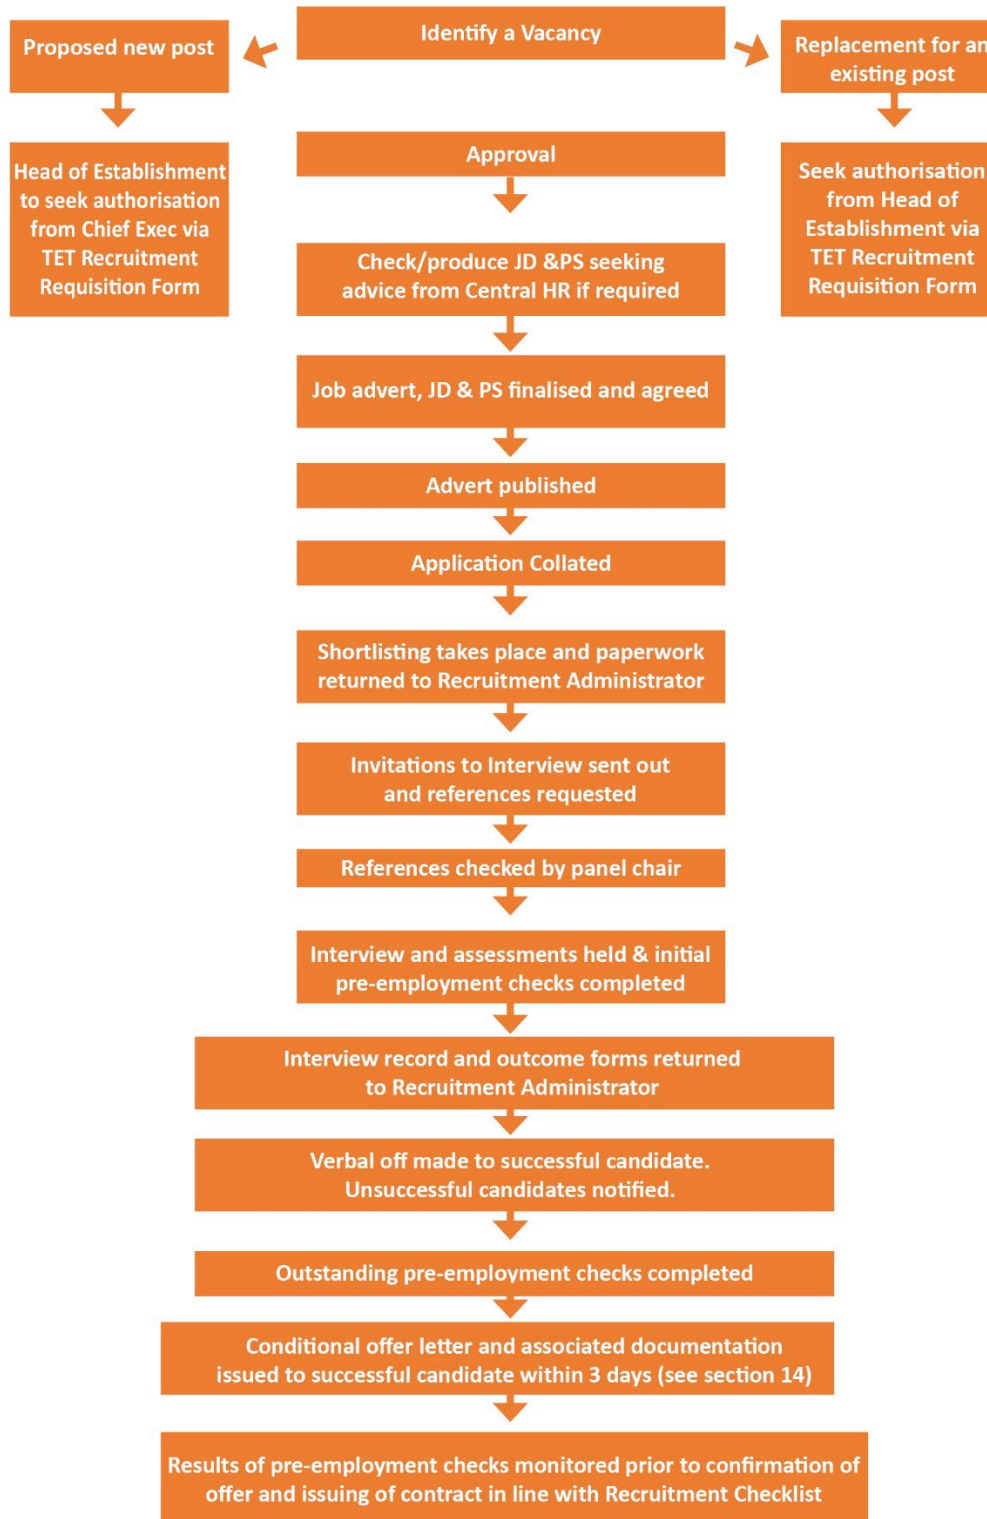 Identify a Vacancy
Proposed new post
Replacement for an
existing post
Head of Establishment
to seek authorisation
from Chief Exec via
TET Recruitment
Requisition Form
Seek authorisation
from Head of
Establishment via
TET Recruitment
Requisition Form
Approval
Check/produce JD &PS seeking
advice from Central HR if required
Job advert, JD & PS finalised and agreed
Advert published
Application Collated
Shortlisting takes place and paperwork
returned to Recruitment Administrator
Invitations to Interview sent out
and references requested
References checked by panel chair
Interview and assessments held & initial
pre-employment checks completed
Interview record and outcome forms returned
to Recruitment Administrator
Verbal off made to successful candidate.
Unsuccessful candidates notified.
Outstanding pre-employment checks completed
Conditional offer letter and associated documentation
issued to successful candidate within 3 days (see section 14)
Results of pre-employment checks monitored prior to confirmation of
offer and issuing of contract in line with Recruitment Checklist